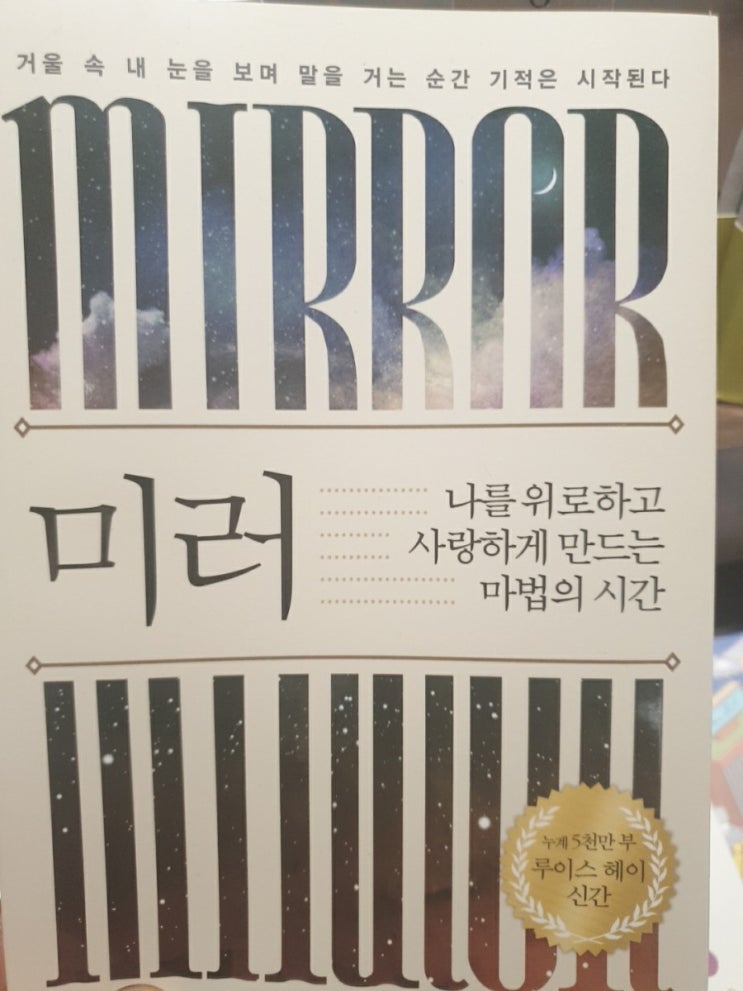 거울 속 내 눈을 보며 말을 거는 순간 기적은 시작된다
MIRROR
미러
나를 위로하고
사랑하게 만드는
마법의 시간
누계 5천만 부
루이스 헤이
신간